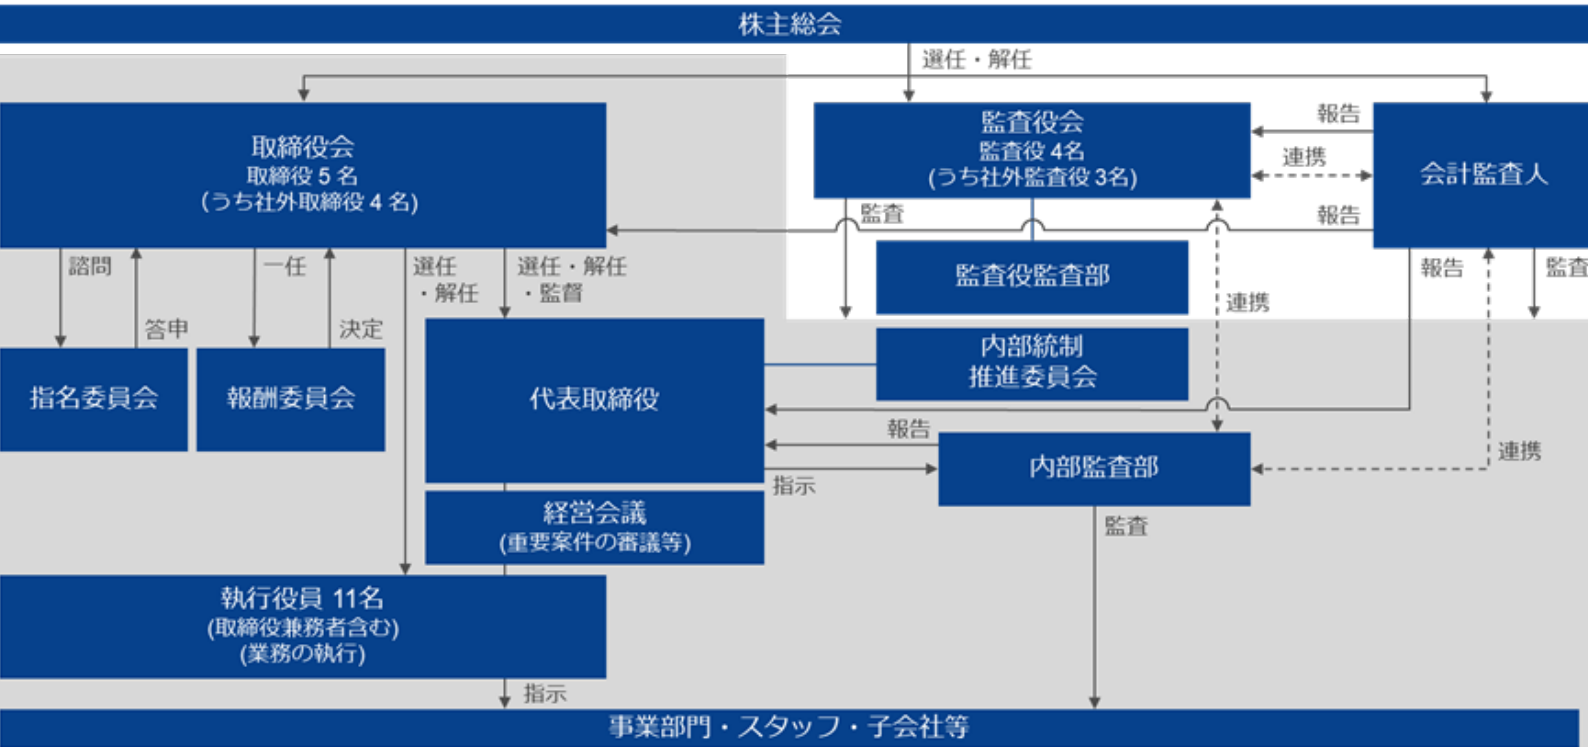 株主総会
選任・解任
取締役会
取締役 5 名
(うち社外取締役 4 名)
監査役会
監査役 4名
(うち社外監査役 3名)
報告
連携
会計監査人
監査
報告
監査役監査部
諮問
一任
選任
・解任
選任・解任
・監督
報告
監査
連携
答申
決定
指名委員会
報酬委員会
代表取締役
内部統制
推進委員会
報告
内部監査部
連携
指示
経営会議
(重要案件の審議等)
監査
執行役員 11名
(取締役兼務者含む)
(業務の執行)
指示
事業部門・スタッフ・子会社等